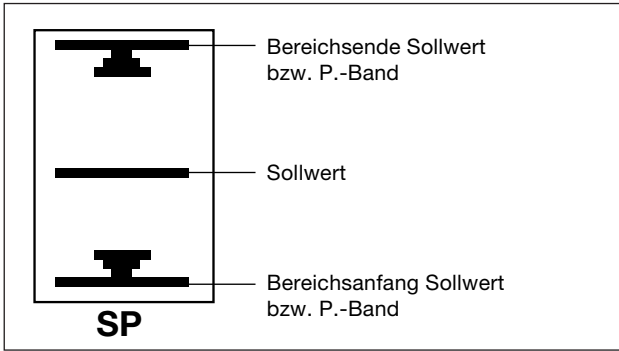 Bereichsende Sollwert
bzw. P.-Band
Sollwert
Bereichsanfang Sollwert
bzw. P.-Band
SP